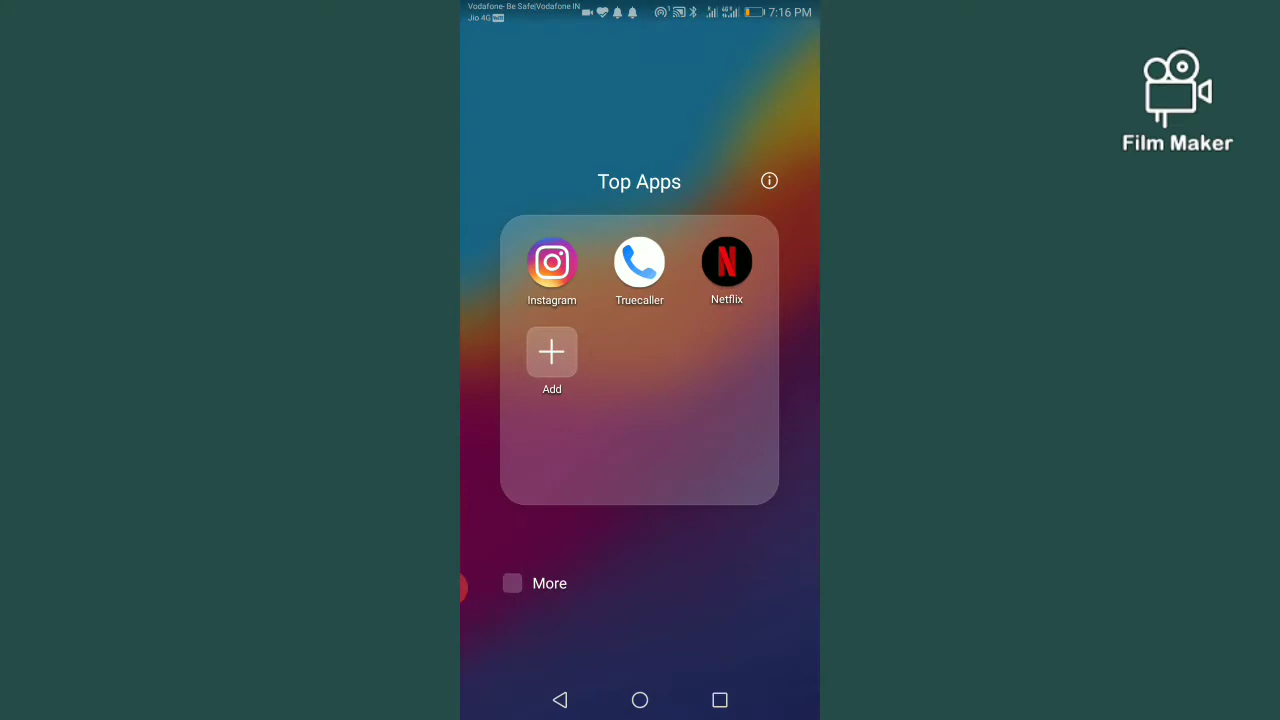 Vodafone- Be Safe|Vodafone IN
Jio 4G VoLTE
7:16 PM
Film Maker
Top Apps
Instagram
Truecaller
Netflix
Add
More